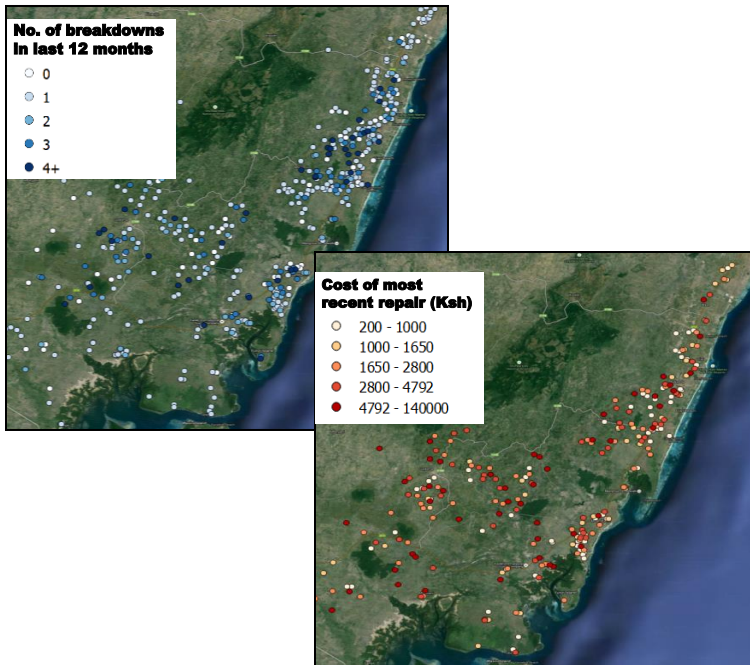 No. of breakdowns
in last 12 months
0
1
2
3
4+
Cost of most
recent repair (Ksh)
200 - 1000
1000 - 1650
1650 - 2800
2800 - 4792
4792 - 140000